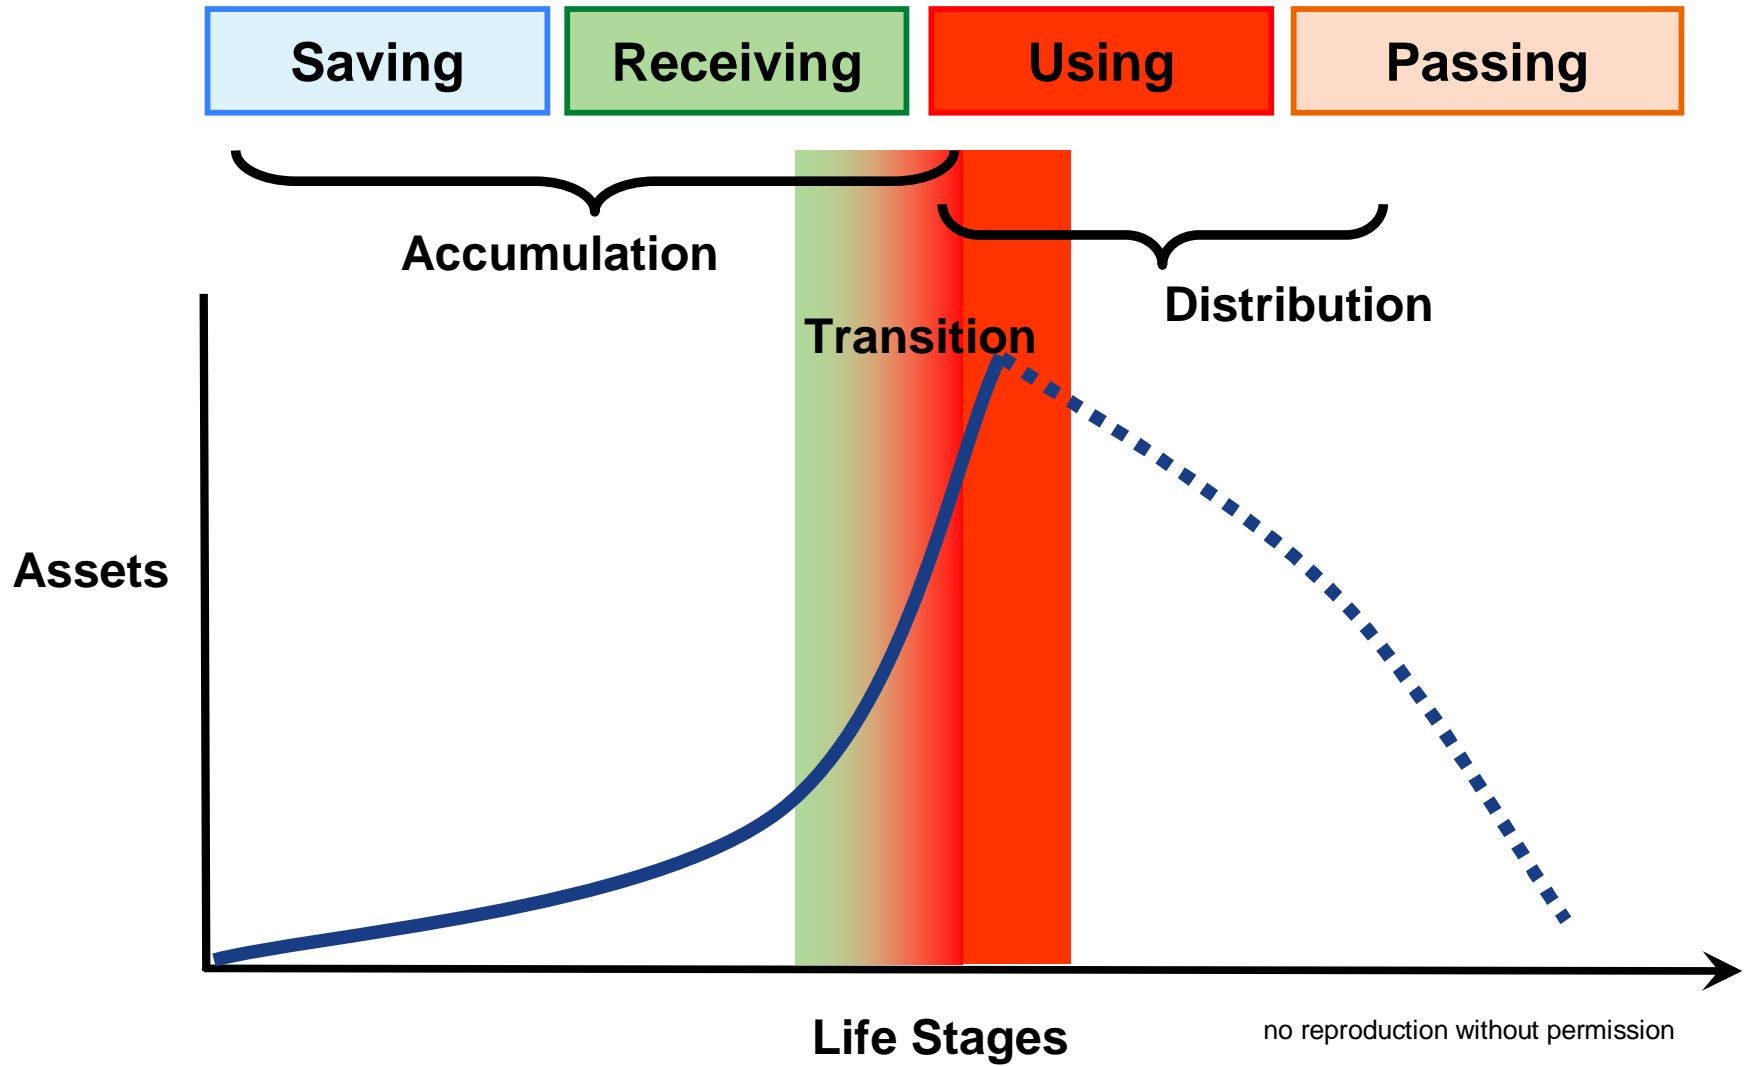 Saving
Receiving
Using
Passing
Accumulation
Distribution
Transition
Assets
Life Stages
no reproduction without permission